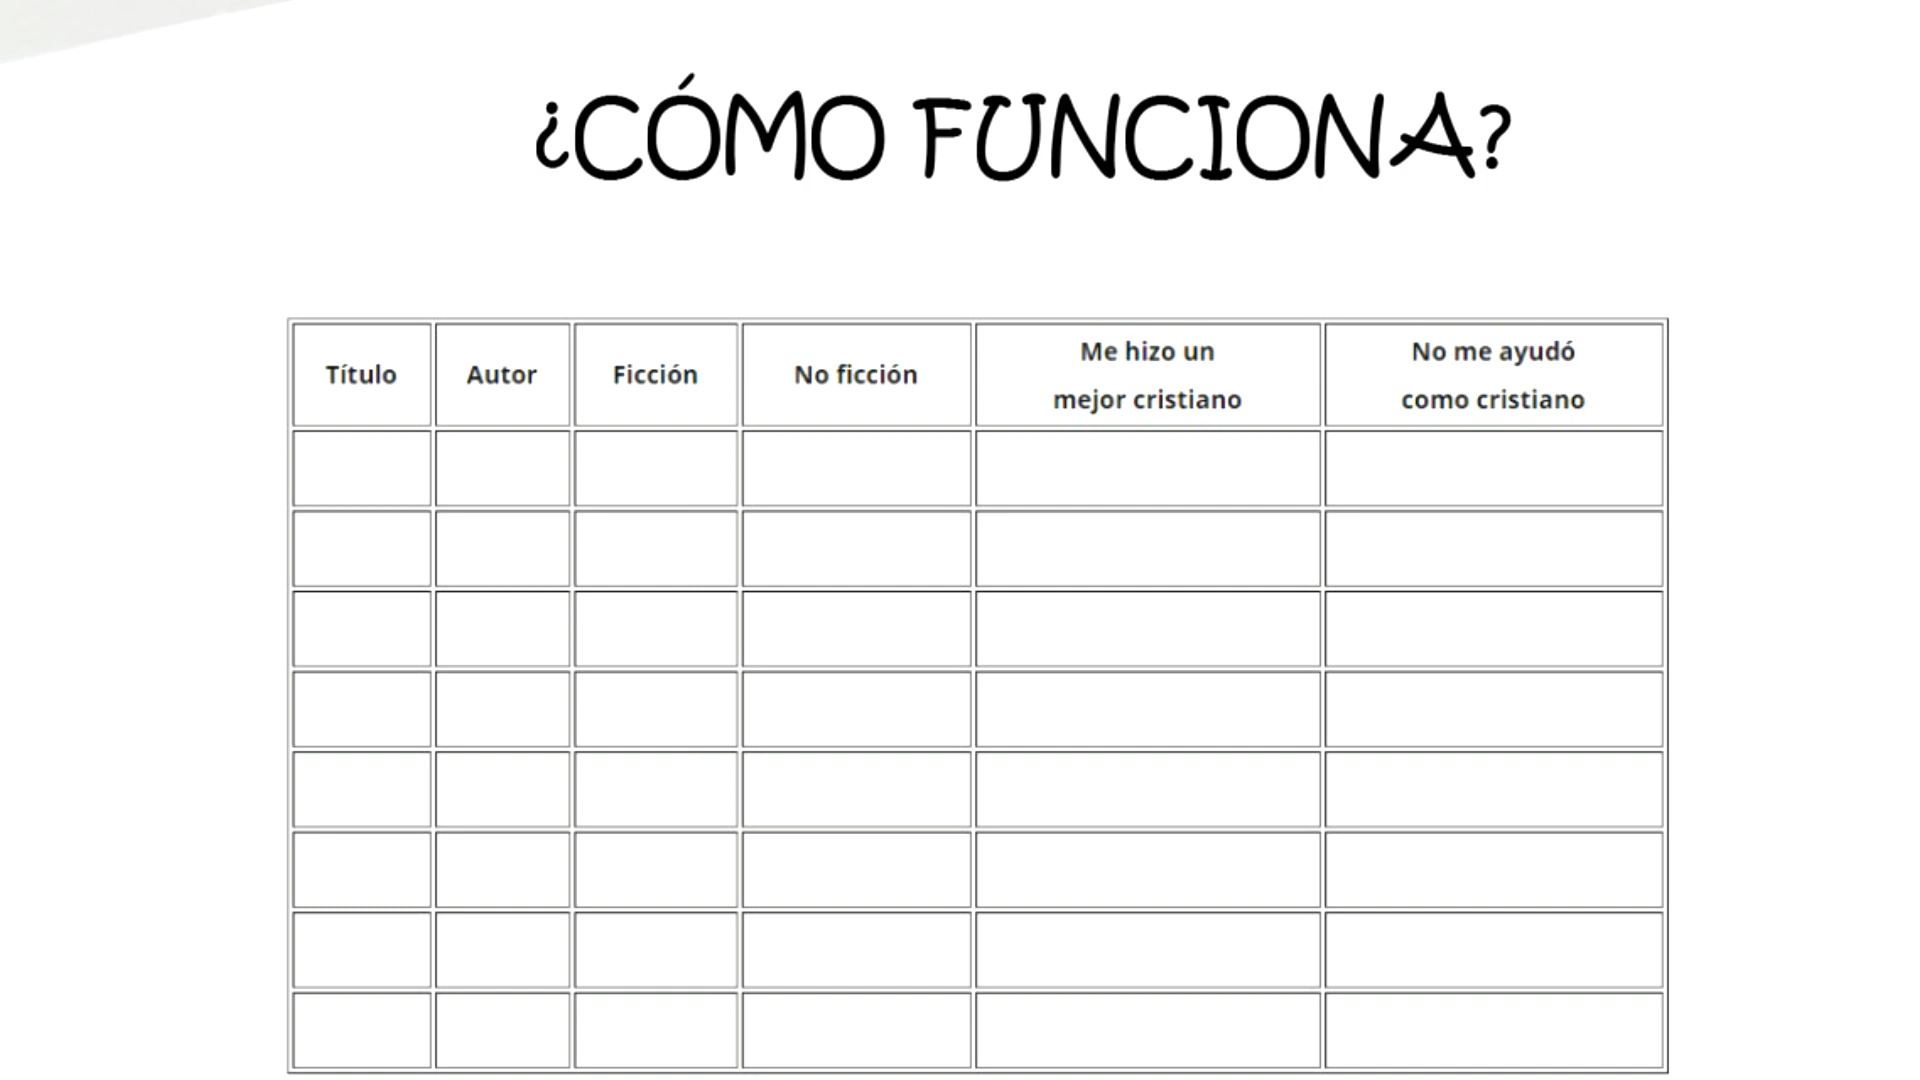 ¿CÓMO FUNCIONA?
Título
Autor
Ficción
No ficción
Me hizo un
mejor cristiano
No me ayudó
como cristiano